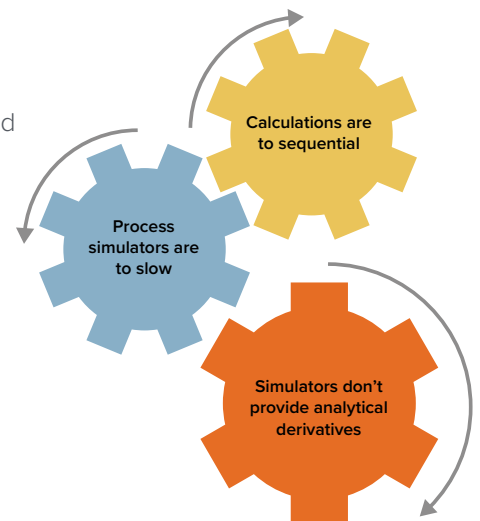 d
Calculations are
to sequential
Process
simulators are
to slow
Simulators don’t
provide analytical
derivatives